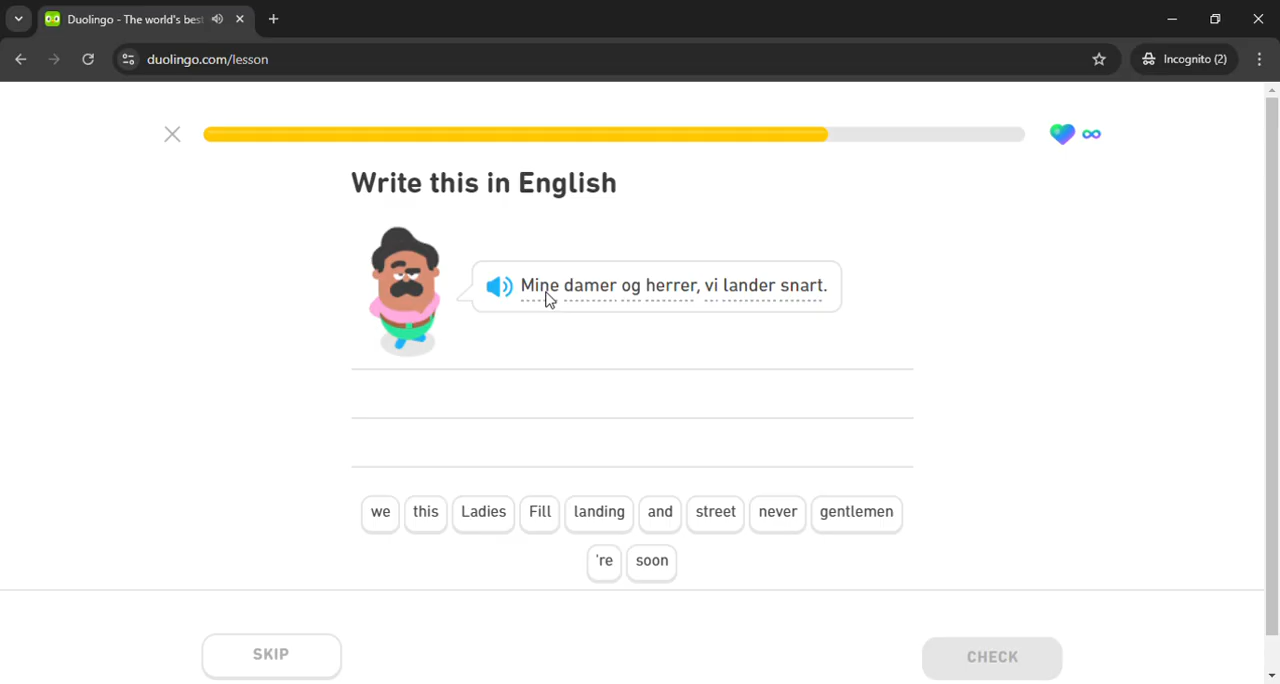 Duolingo - The world's best
duolingo.com/lesson
Incognito (2)
Write this in English
Mine damer og herrer, vi lander snart.
we this Ladies Fill landing and street never gentlemen
're soon
SKIP
CHECK